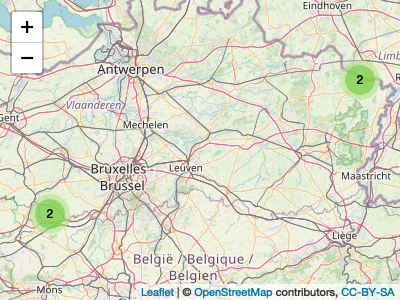 Eindhoven
+
−
Antwerpen
2
Vlaanderen
Gent
Mechelen
Bruxelles -
Brussel
Leuven
Maastricht
2
Liège
België / Belgique /
Belgien
Mons
Leaflet | © OpenStreetMap contributors, CC-BY-SA